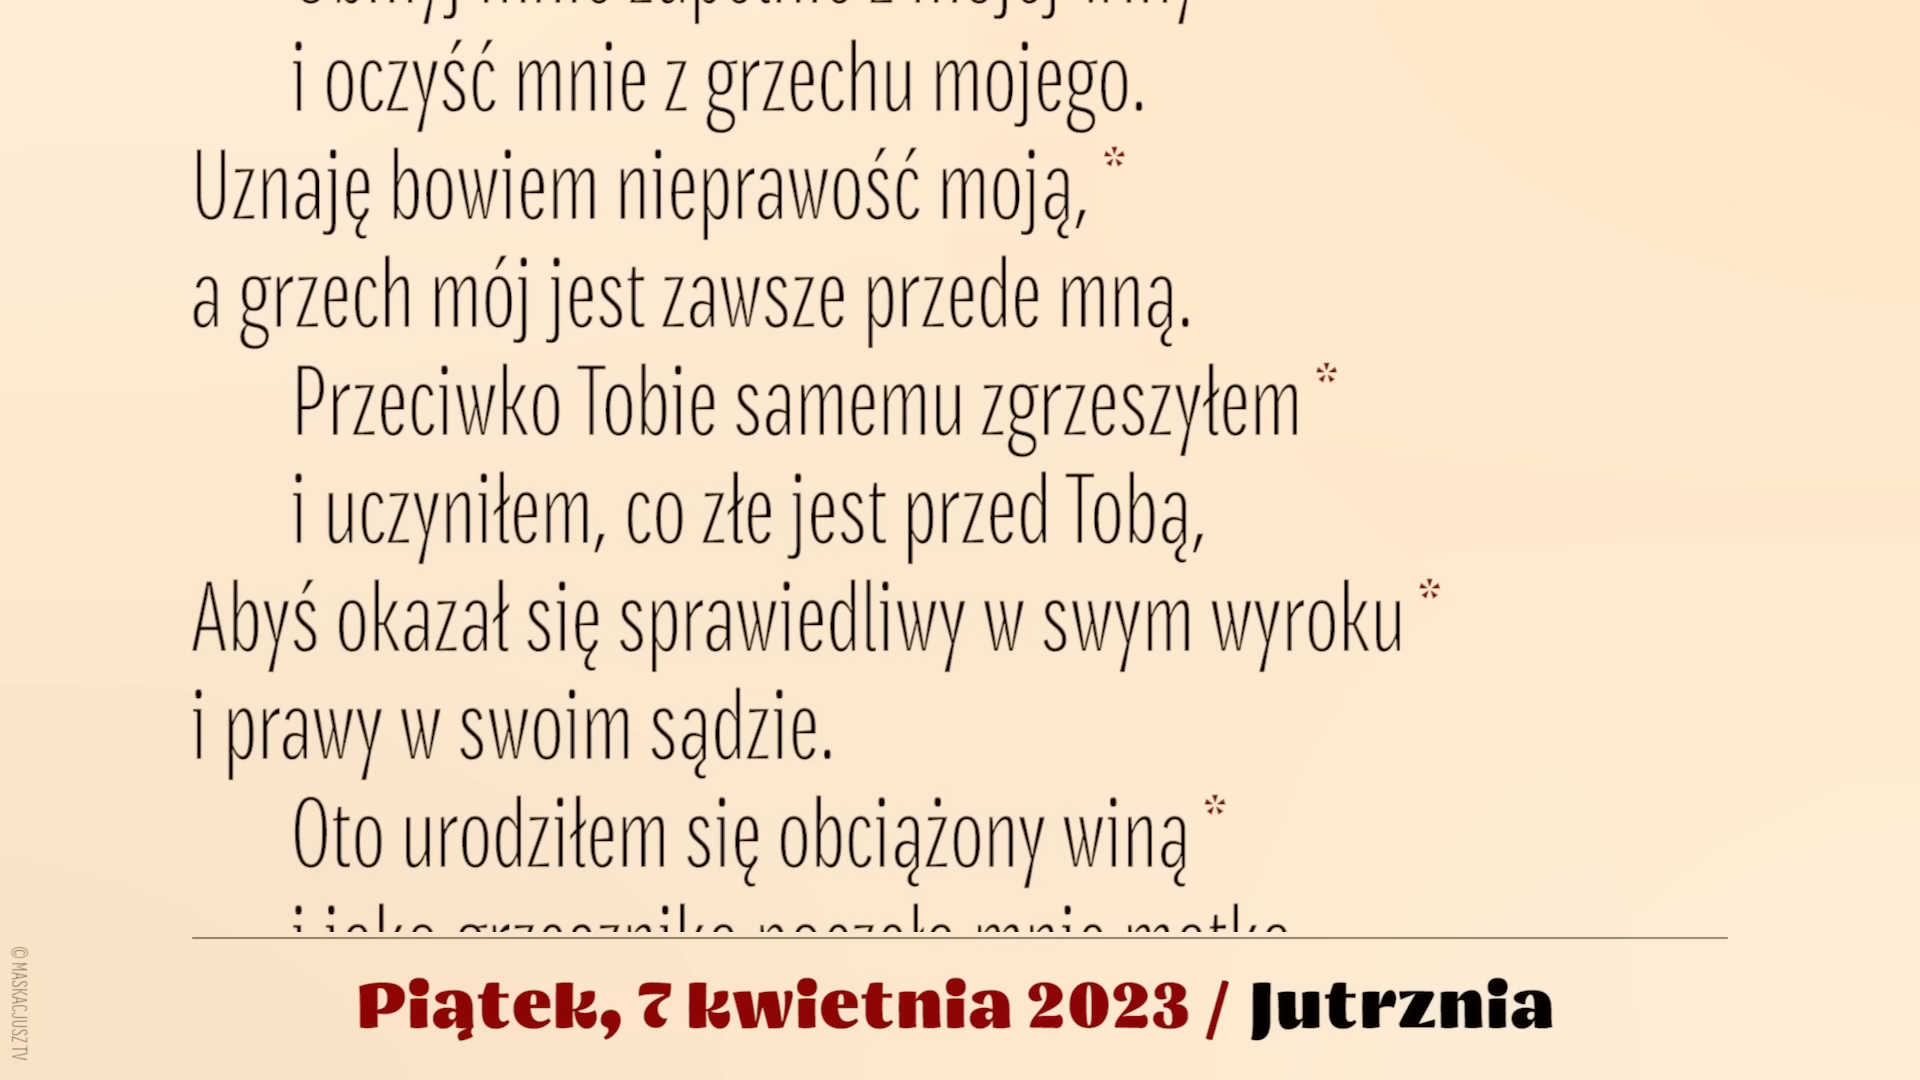 i oczyść mnie z grzechu mojego.
Uznaję bowiem nieprawość moją, *
a grzech mój jest zawsze przede mną.
Przeciwko Tobie samemu zgrzeszyłem *
i uczyniłem, co złe jest przed Tobą,
Abyś okazał się sprawiedliwy w swym wyroku *
i prawy w swoim sądzie.
Oto urodziłem się obciążony winą *
Piątek, 7 kwietnia 2023 / Jutrznia
© MASKACJUSZ TV